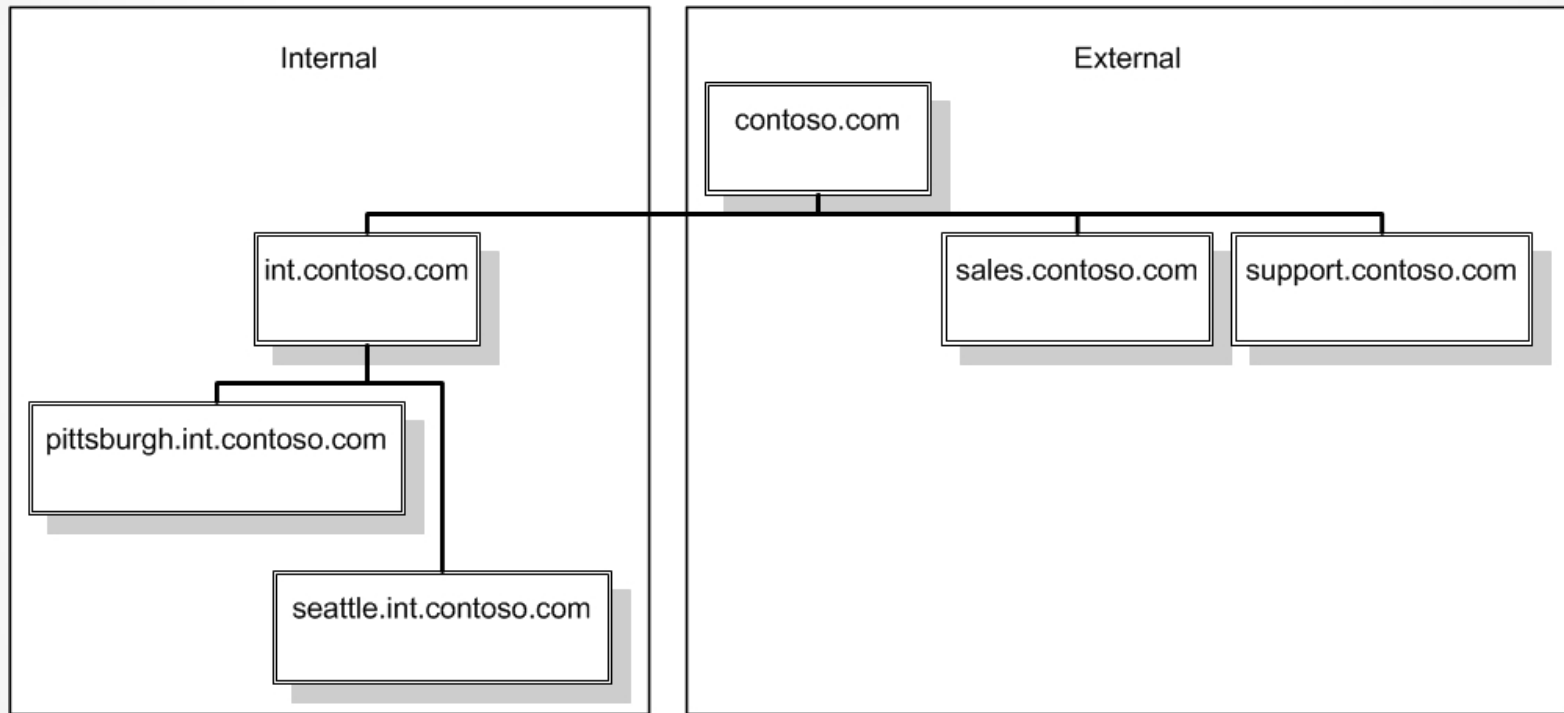 Internal
External
contoso.com
int.contoso.com
sales.contoso.com
support.contoso.com
pittsburgh.int.contoso.com
seattle.int.contoso.com